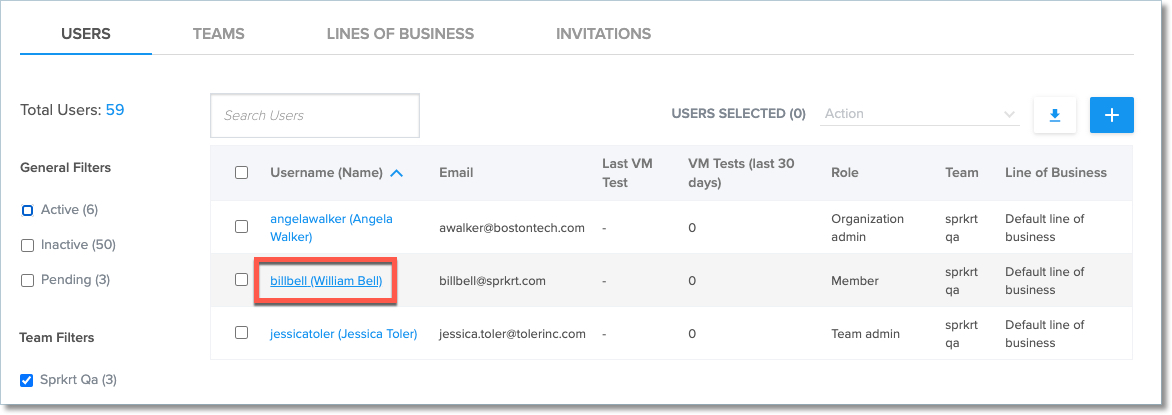 USERS TEAMS LINES OF BUSINESS INVITATIONS
Total Users: 59
Search Users
USERS SELECTED (0) Action
General Filters
Active (6)
Inactive (50)
Pending (3)
Team Filters
Sprkrt Qa (3)
Username (Name) Email Last VM Test VM Tests (last 30 days) Role Team Line of Business
angelawalker (Angela Walker) awalker@bostontech.com - 0 Organization admin sprkrt qa Default line of business
billbell (William Bell) billbell@sprkrt.com - 0 Member sprkrt qa Default line of business
jessicatoler (Jessica Toler) jessica.toler@tolerinc.com - 0 Team admin sprkrt qa Default line of business